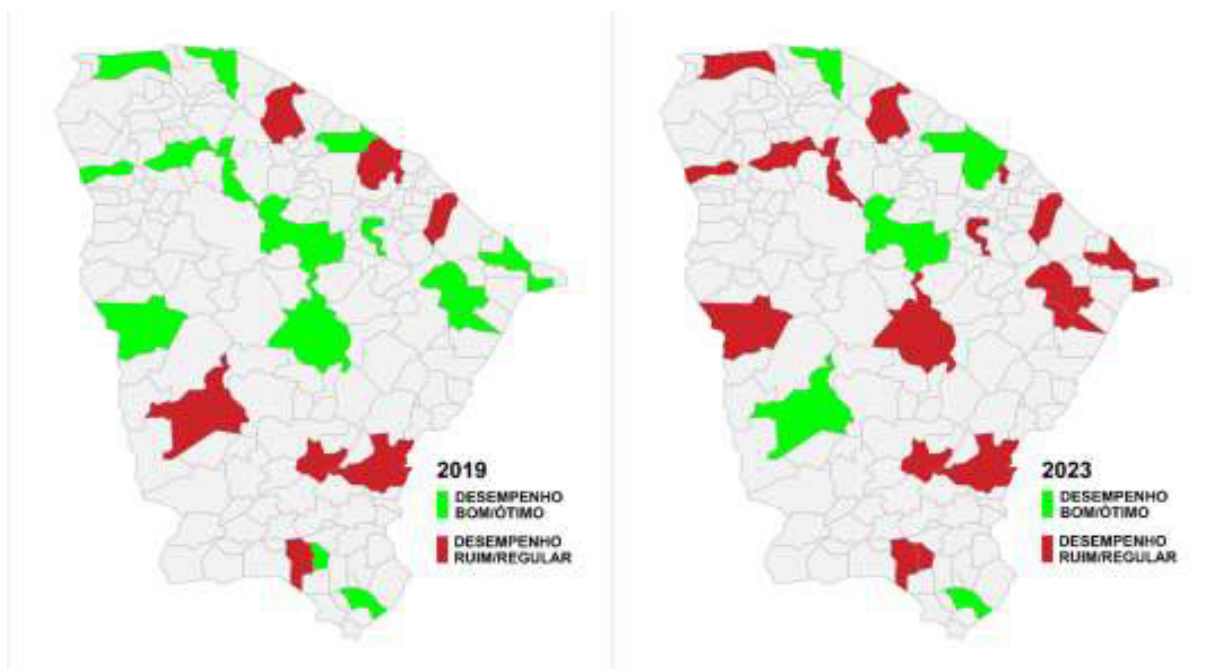 2019
DESEMPENHO
BOM/ÓTIMO
DESEMPENHO
RUIM/REGULAR
2023
DESEMPENHO
BOM/ÓTIMO
DESEMPENHO
RUIM/REGULAR